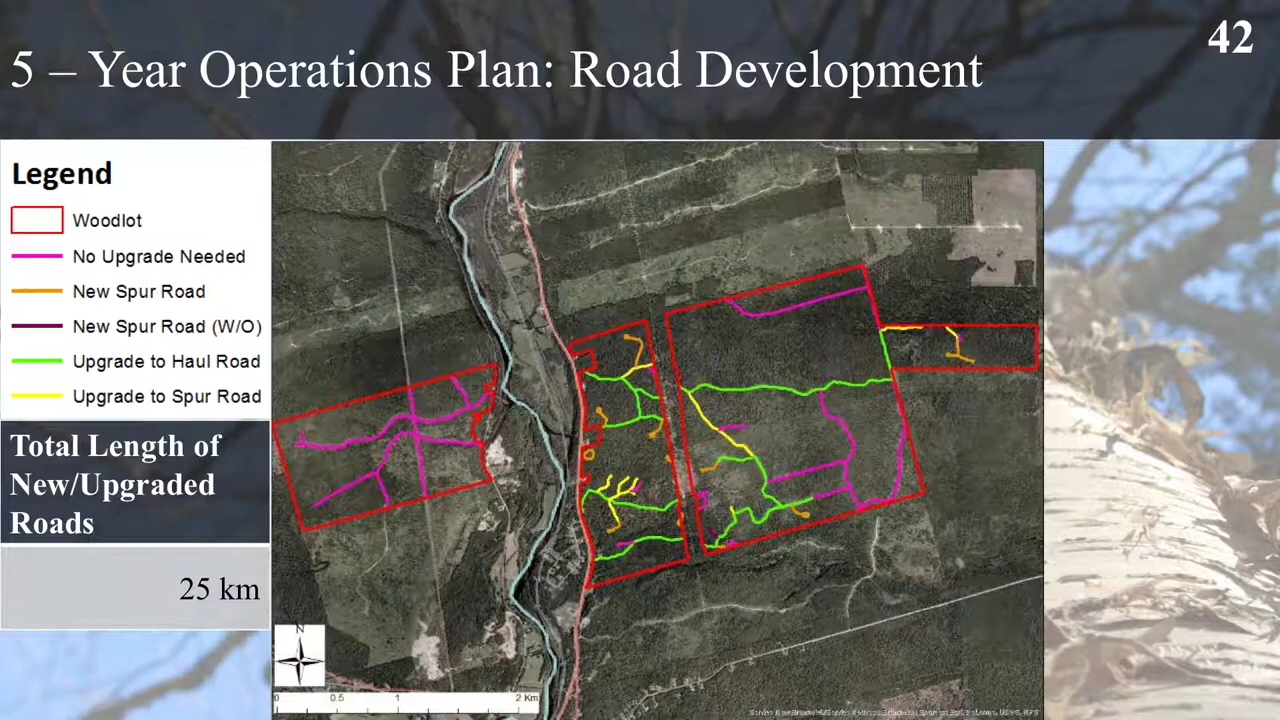 42
5 – Year Operations Plan: Road Development
Legend
Woodlot
No Upgrade Needed
New Spur Road
New Spur Road (W/O)
Upgrade to Haul Road
Upgrade to Spur Road
Total Length of
New/Upgraded
Roads
25 km
N
0 0.5 1 2 Km